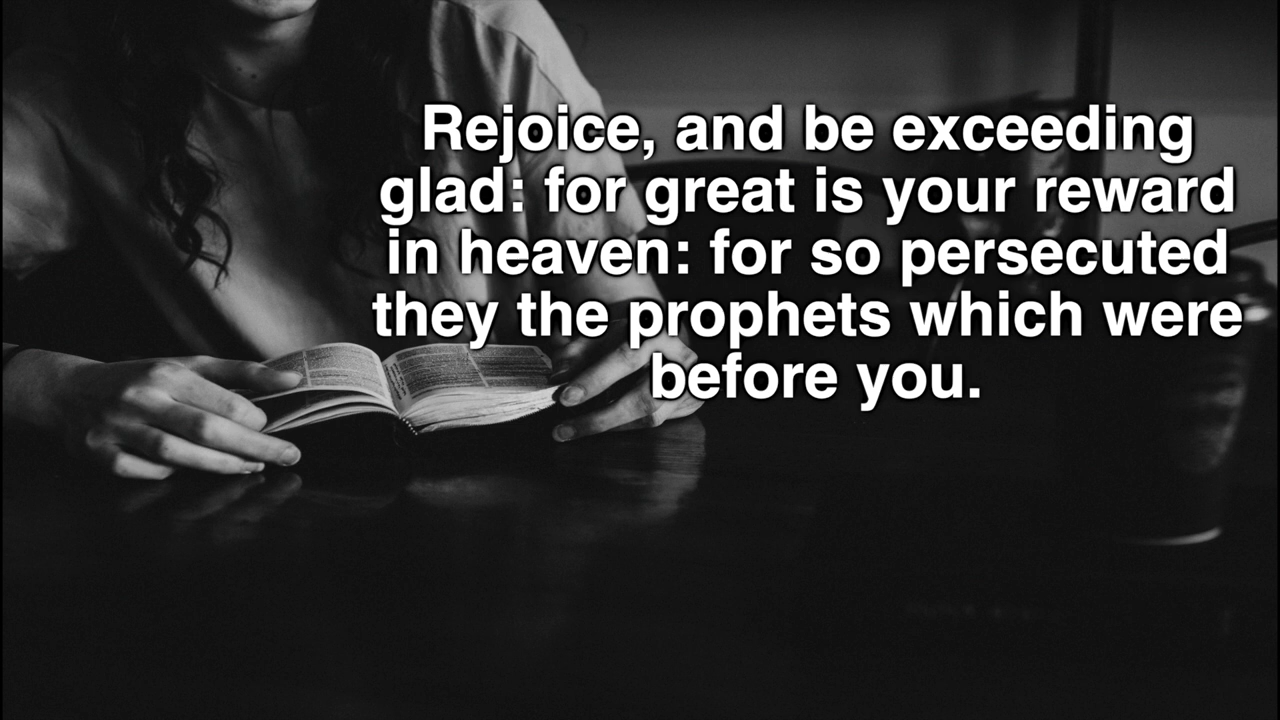 Rejoice, and be exceeding
glad: for great is your reward
in heaven: for so persecuted
they the prophets which were
before you.